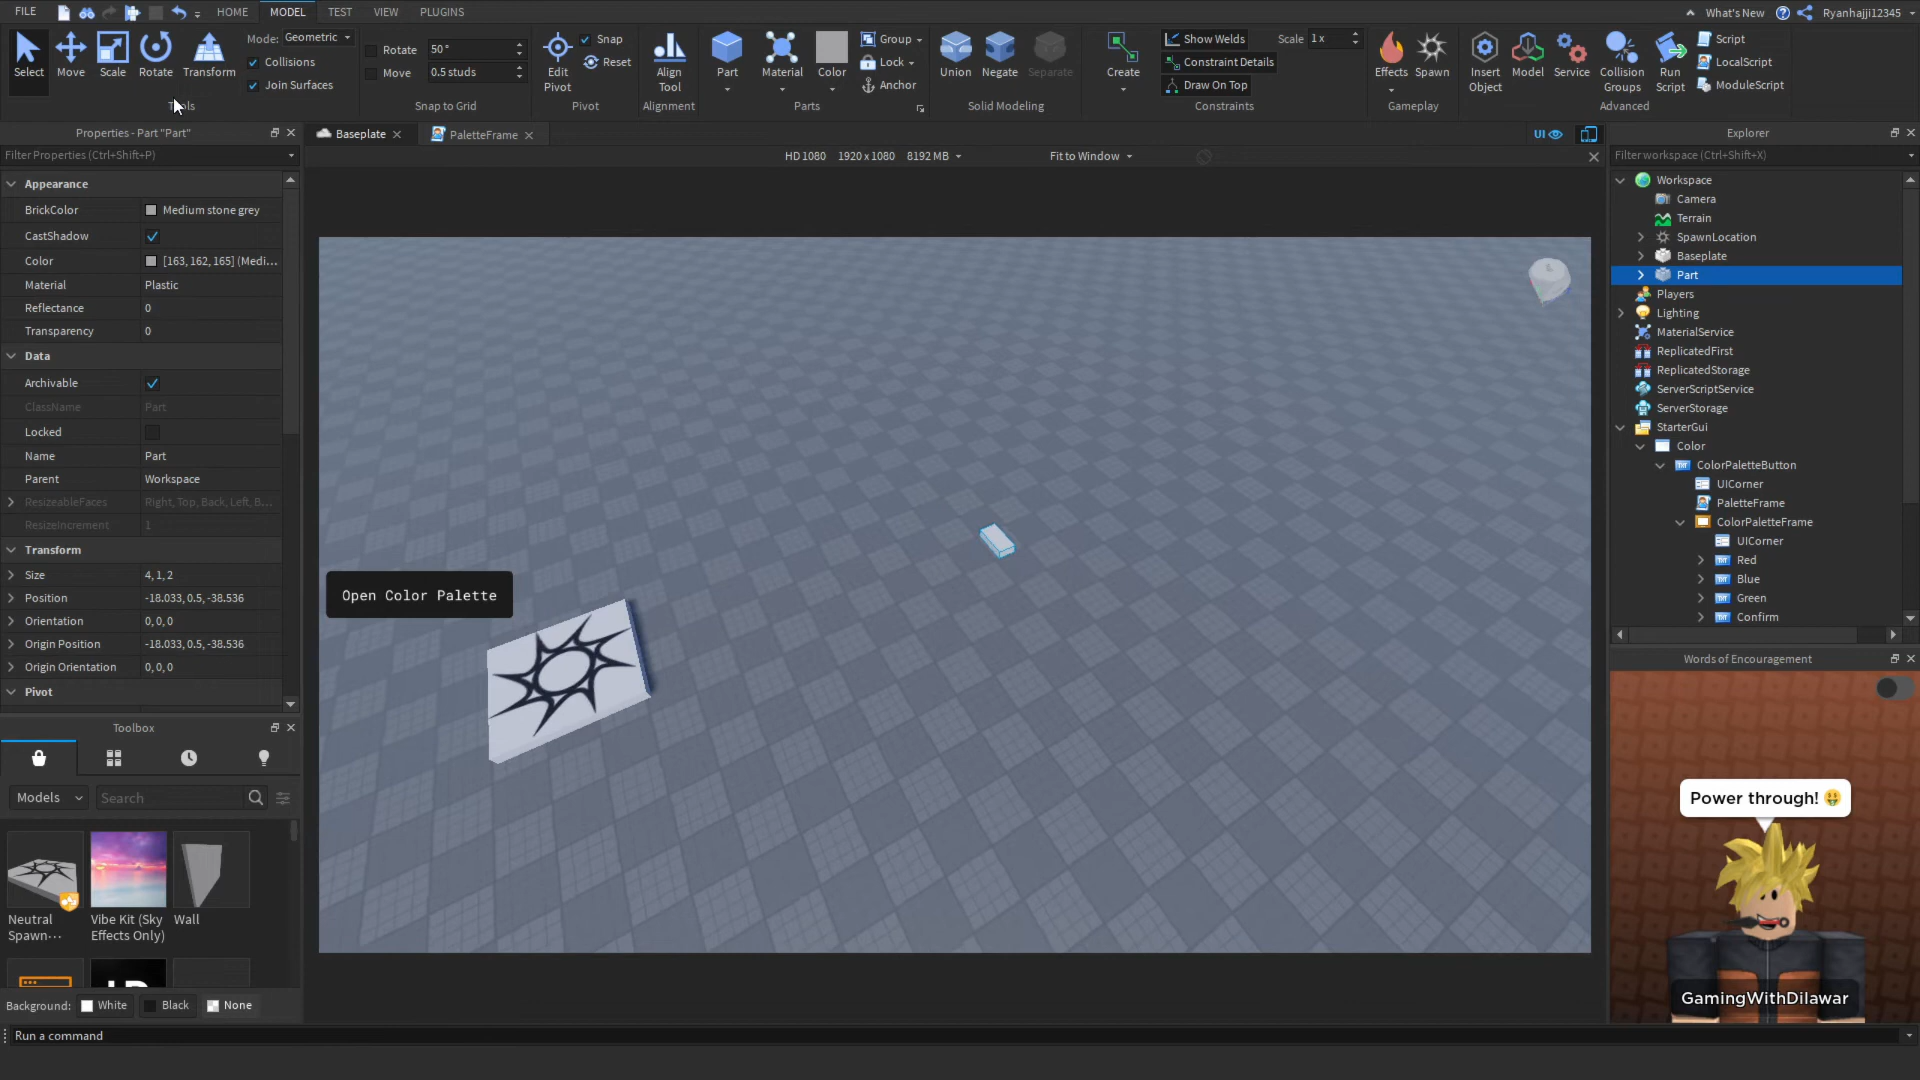 FILE
HOME
MODEL
TEST
VIEW
PLUGINS
What's New
Ryanhajji12345
Select
Move
Scale
Rotate
Transform
Mode: Geometric
Collisions
Join Surfaces
Tools
Rotate 50°
Move 0.5 studs
Snap to Grid
Edit Pivot
Snap
Reset
Pivot
Align Tool
Alignment
Part
Material
Color
Group
Lock
Anchor
Parts
Union
Negate
Separate
Solid Modeling
Create
Show Welds
Scale 1 x
Constraint Details
Draw On Top
Constraints
Effects
Spawn
Gameplay
Insert Object
Model
Service
Collision Groups
Run Script
Script
LocalScript
ModuleScript
Advanced
Properties - Part "Part"
Filter Properties (Ctrl+Shift+P)
Appearance
BrickColor Medium stone grey
CastShadow
Color [163, 162, 165] (Medi...
Material Plastic
Reflectance 0
Transparency 0
Data
Archivable
ClassName Part
Locked
Name Part
Parent Workspace
ResizeableFaces Right, Top, Back, Left, B...
ResizeIncrement 1
Transform
Size 4, 1, 2
Position -18.033, 0.5, -38.536
Orientation 0, 0, 0
Origin Position -18.033, 0.5, -38.536
Origin Orientation 0, 0, 0
Pivot
Toolbox
Models
Search
Neutral Spawn···
Vibe Kit (Sky Effects Only)
Wall
Background: White Black None
Run a command
Baseplate
PaletteFrame
UI
HD 1080 1920 x 1080 8192 MB
Fit to Window
Open Color Palette
Explorer
Filter workspace (Ctrl+Shift+X)
Workspace
Camera
Terrain
SpawnLocation
Baseplate
Part
Players
Lighting
MaterialService
ReplicatedFirst
ReplicatedStorage
ServerScriptService
ServerStorage
StarterGui
Color
ColorPaletteButton
UICorner
PaletteFrame
ColorPaletteFrame
UICorner
Red
Blue
Green
Confirm
Words of Encouragement
Power through! 🤑
GamingWithDilawar